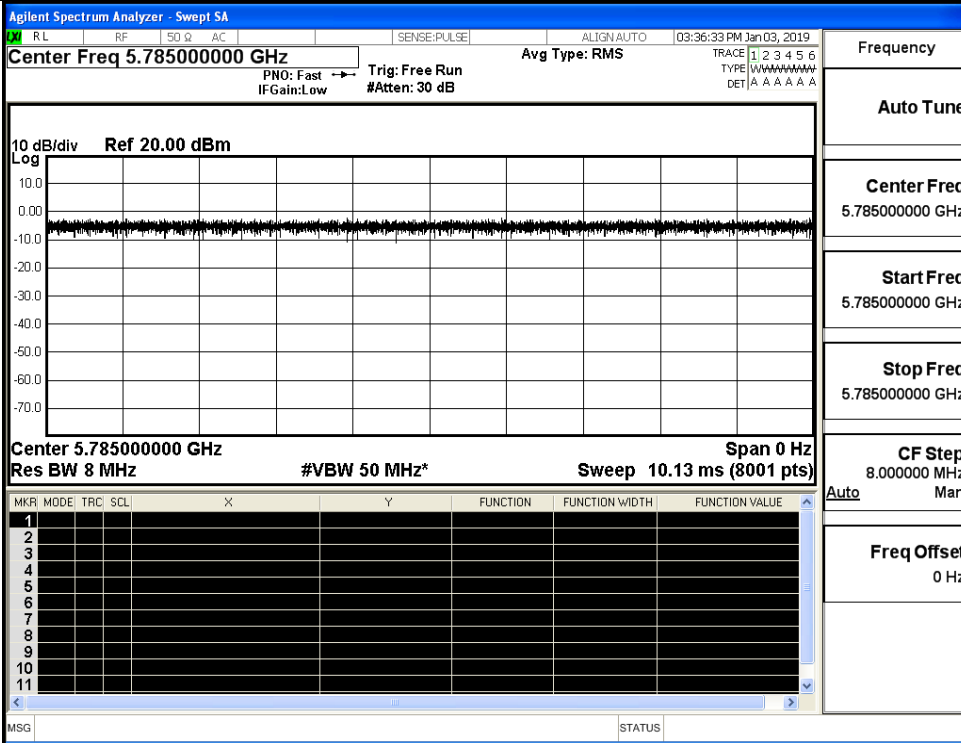 Agilent Spectrum Analyzer - Swept SA
LXI RL RF 50 Ω AC SENSE:PULSE ALIGN AUTO 03:36:33 PM Jan 03, 2019
Center Freq 5.785000000 GHz
PNO: Fast
IFGain:Low
Trig: Free Run
#Atten: 30 dB
Avg Type: RMS
TRACE 1 2 3 4 5 6
TYPE WWWWWW
DET A A A A A A
10 dB/div Ref 20.00 dBm
Log
10.0
0.00
-10.0
-20.0
-30.0
-40.0
-50.0
-60.0
-70.0
Center 5.785000000 GHz Span 0 Hz
Res BW 8 MHz #VBW 50 MHz* Sweep 10.13 ms (8001 pts)
MKR MODE TRC SCL X Y FUNCTION FUNCTION WIDTH FUNCTION VALUE
1
2
3
4
5
6
7
8
9
10
11
MSG STATUS
Frequency
Auto Tune
Center Freq
5.785000000 GHz
Start Freq
5.785000000 GHz
Stop Freq
5.785000000 GHz
CF Step
8.000000 MHz
Auto Man
Freq Offset
0 Hz